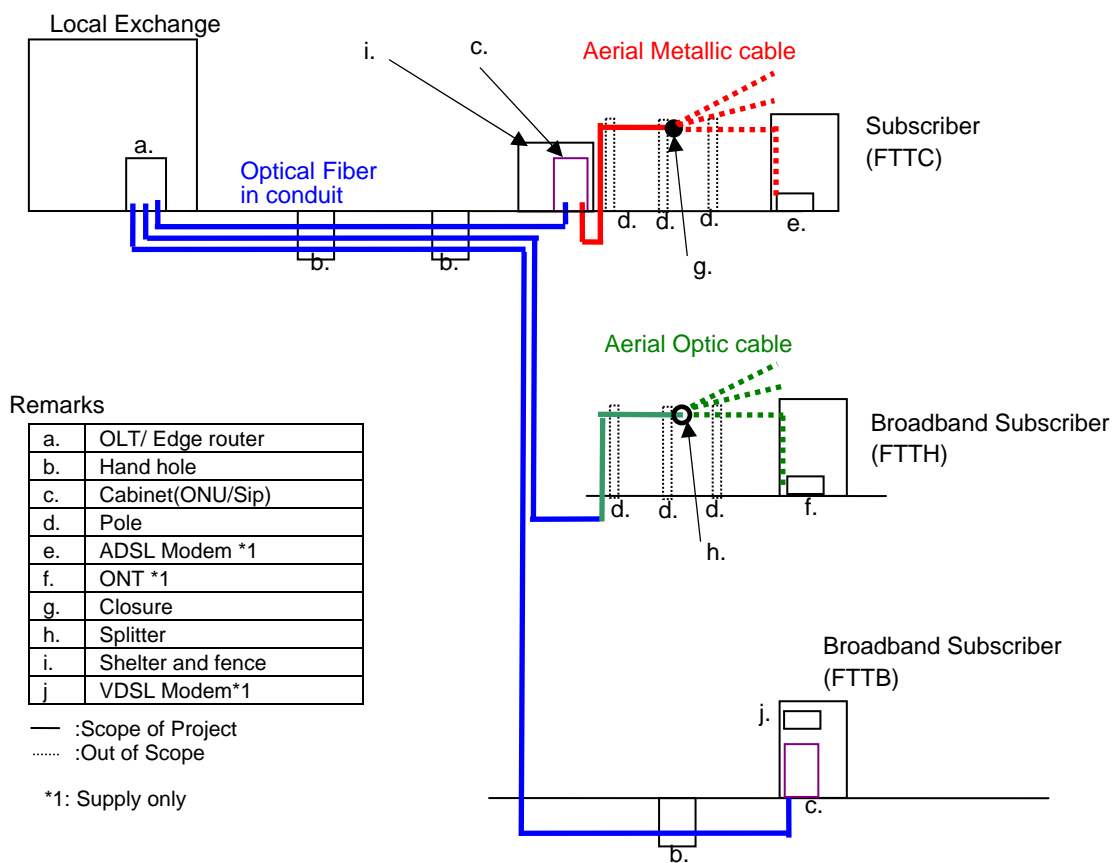 Local Exchange
i.
c.
Aerial Metallic cable
a.
Optical Fiber
in conduit
Subscriber
(FTTC)
d.
d.
d.
e.
b.
b.
g.
Aerial Optic cable
Broadband Subscriber
(FTTH)
d.
d.
d.
f.
h.
Remarks
a. OLT/ Edge router
b. Hand hole
c. Cabinet(ONU/Sip)
d. Pole
e. ADSL Modem *1
f. ONT *1
g. Closure
h. Splitter
i. Shelter and fence
j VDSL Modem*1
:Scope of Project
:Out of Scope
*1: Supply only
Broadband Subscriber
(FTTB)
j.
c.
b.